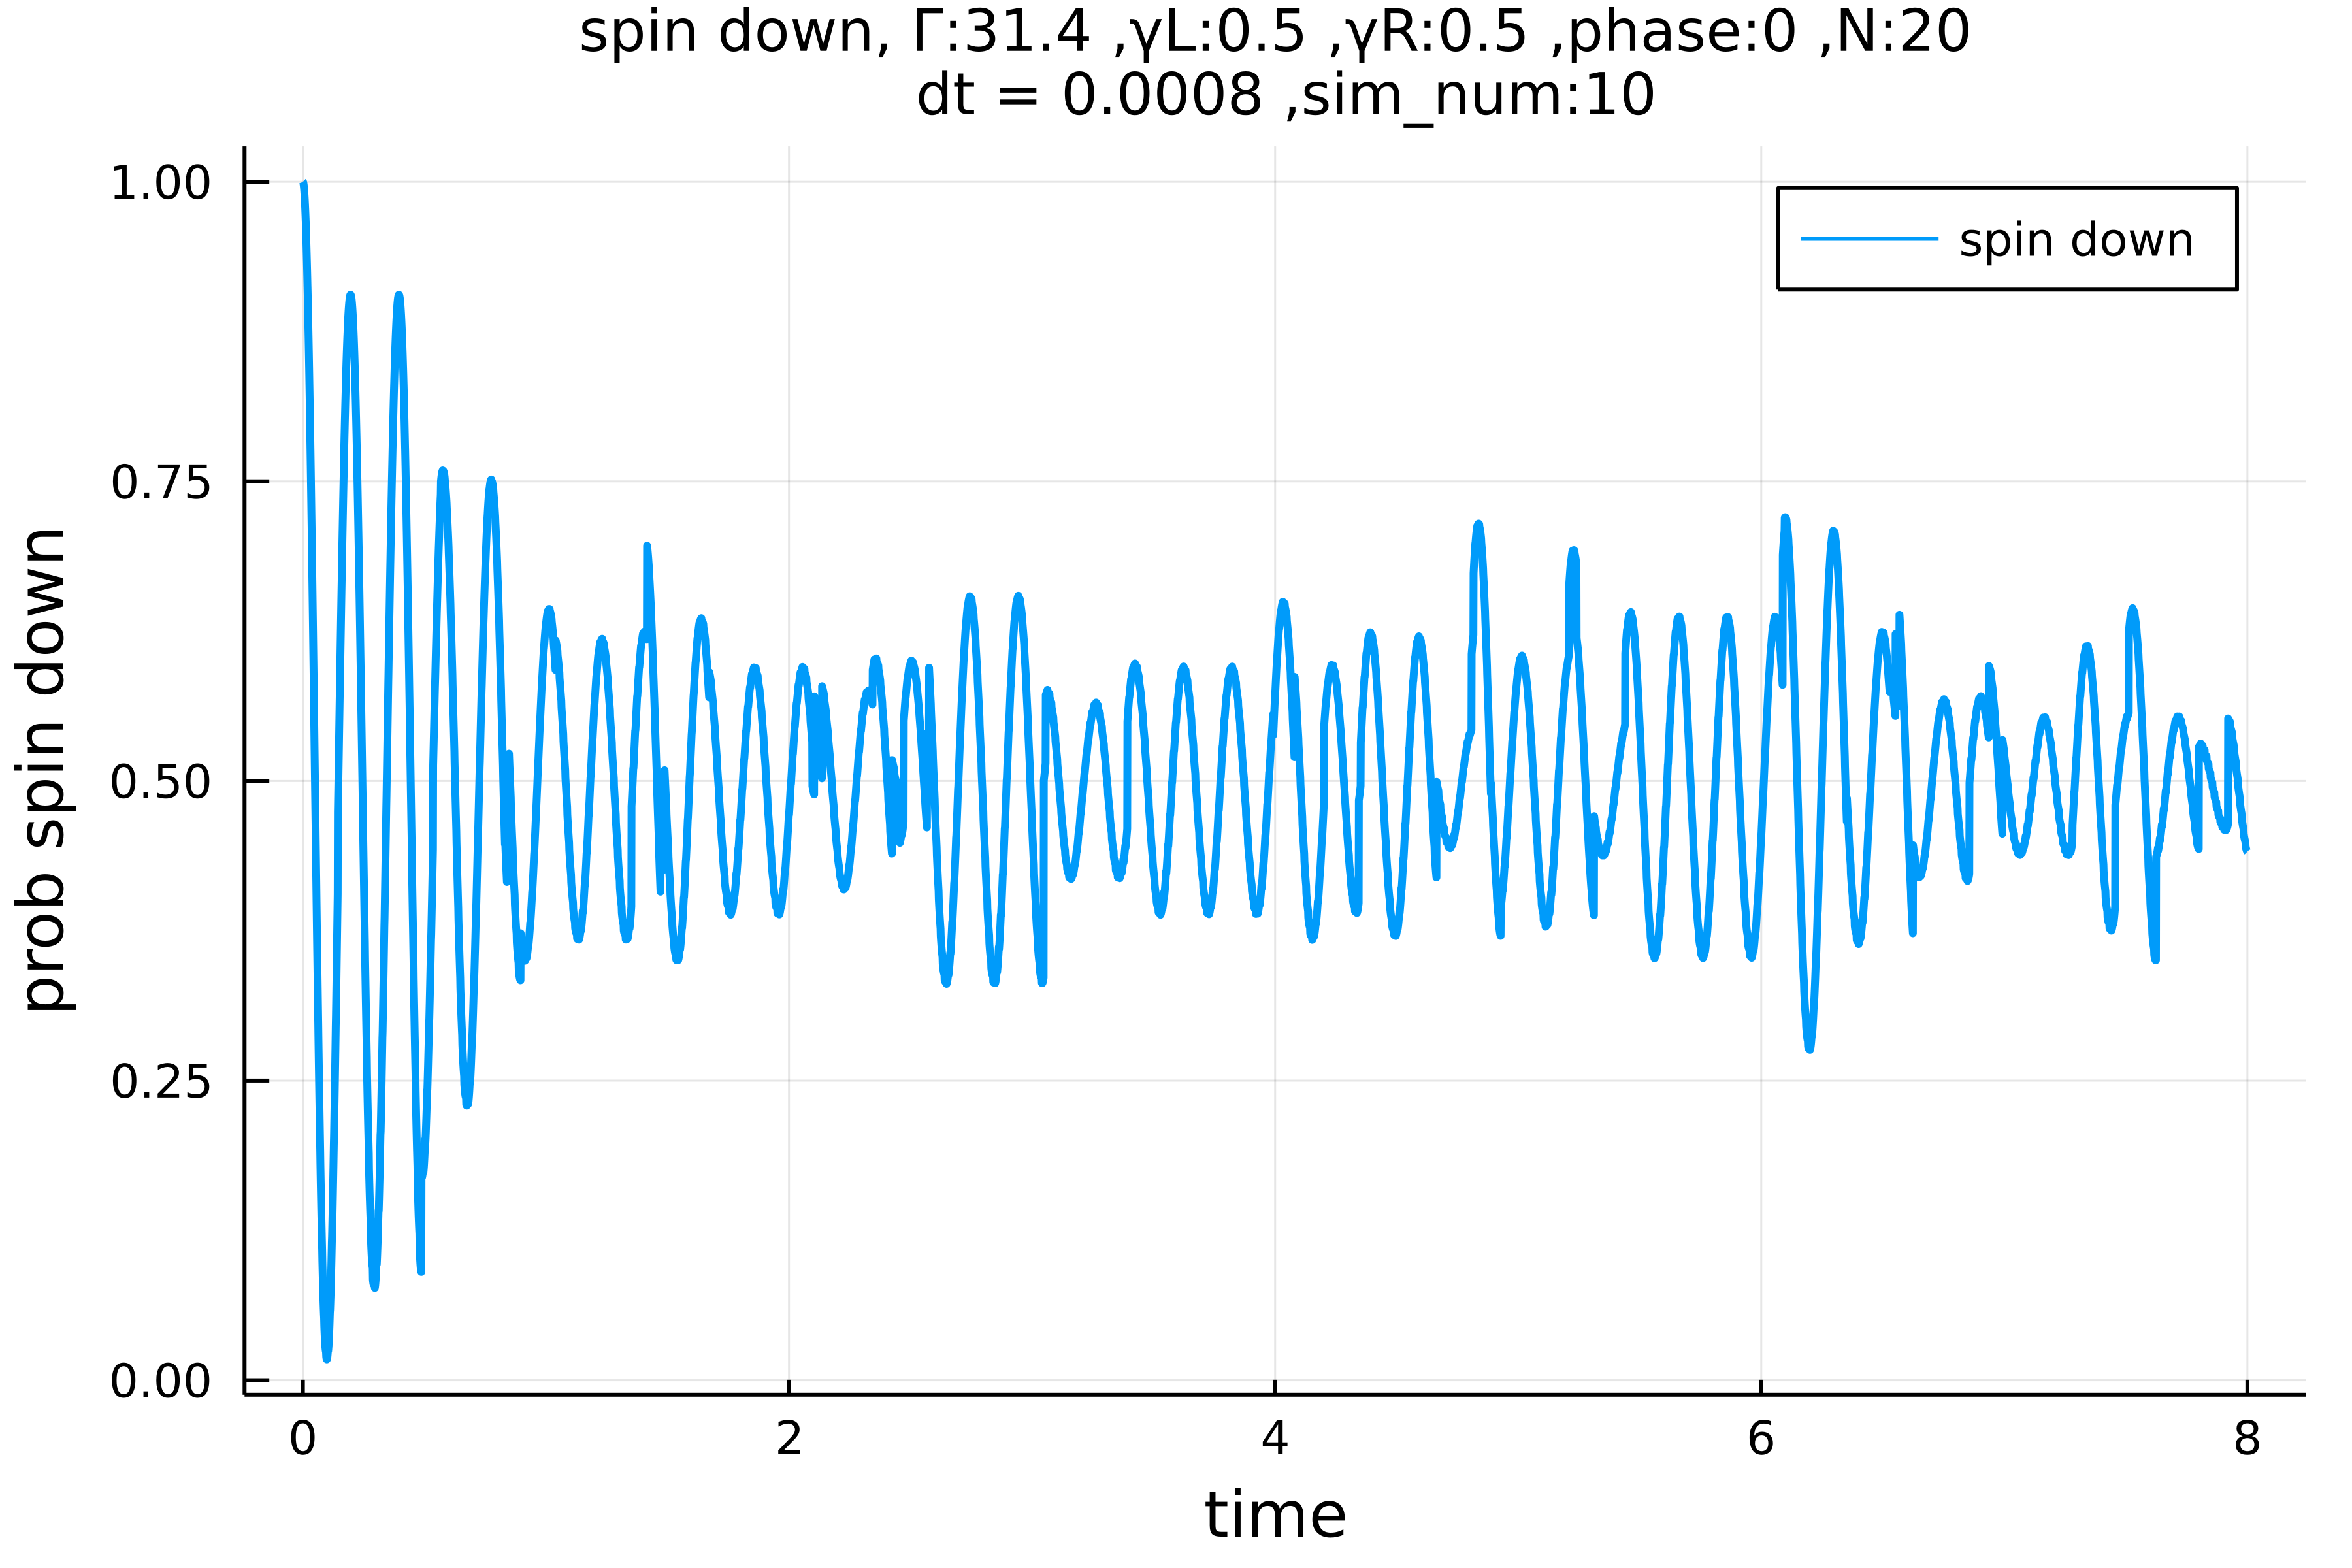 spin down, Γ:31.4 ,γL:0.5 ,γR:0.5 ,phase:0 ,N:20
dt = 0.0008 ,sim_num:10
1.00
0.75
0.50
0.25
0.00
prob spin down
spin down
0 2 4 6 8
time